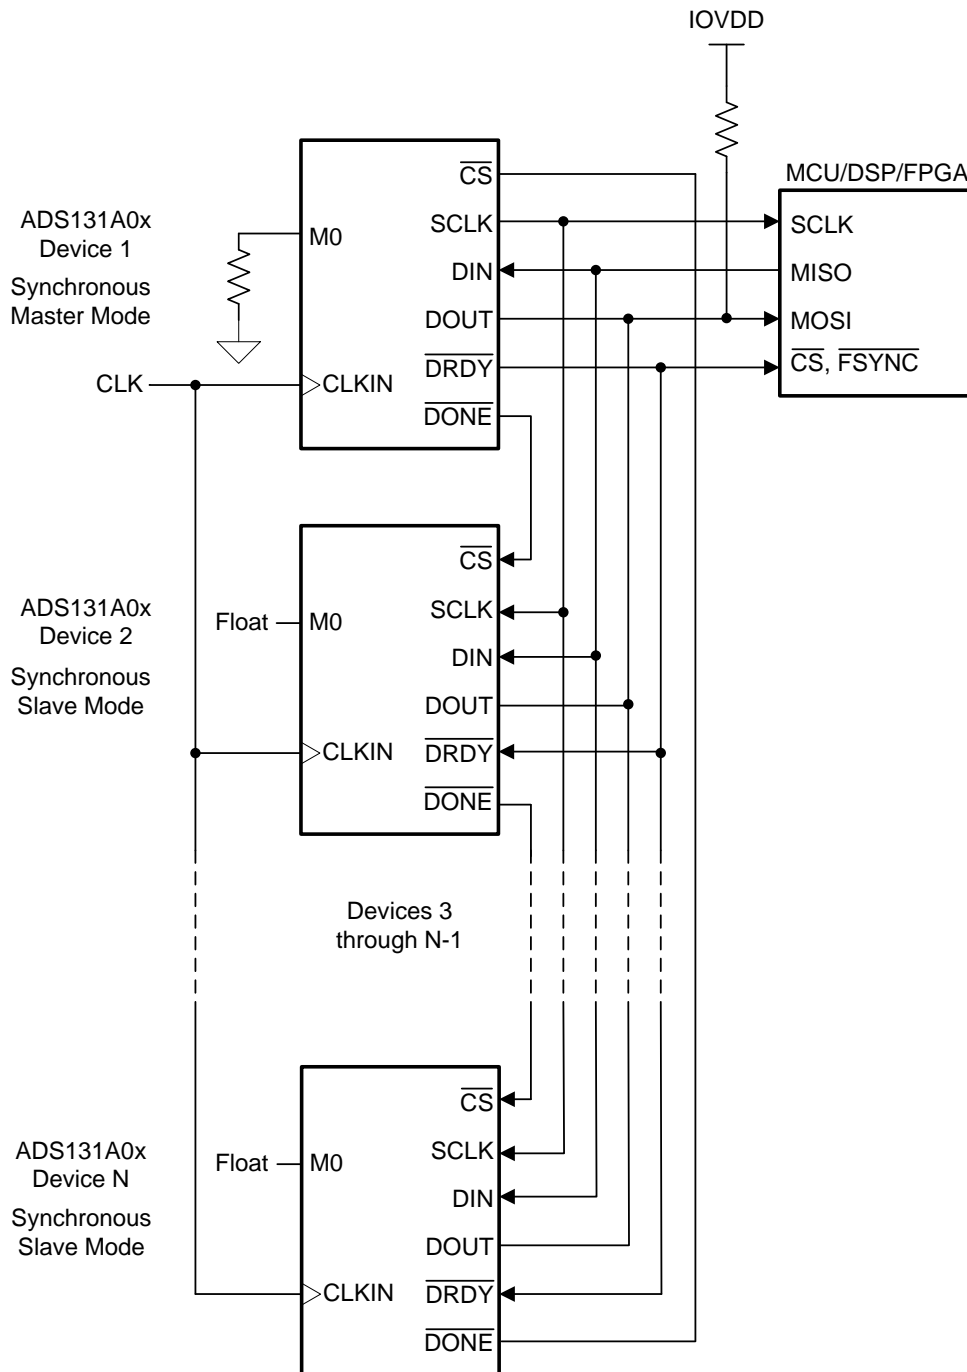 IOVDD
MCU/DSP/FPGA
SCLK
MISO
MOSI
CS, FSYNC
ADS131A0x
Device 1
Synchronous
Master Mode
M0
CLK
CLKIN
CS
SCLK
DIN
DOUT
DRDY
DONE
ADS131A0x
Device 2
Synchronous
Slave Mode
Float
M0
CLKIN
CS
SCLK
DIN
DOUT
DRDY
DONE
Devices 3
through N-1
ADS131A0x
Device N
Synchronous
Slave Mode
Float
M0
CLKIN
CS
SCLK
DIN
DOUT
DRDY
DONE